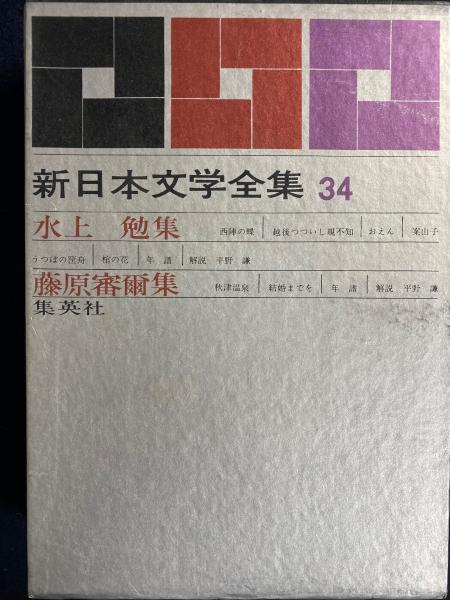 新日本文学全集 34
水上 勉集 西陣の蝶 越後つついし親不知 おえん 案山子
うつぼの筐舟 棺の花 年譜 解説 平野 謙
藤原審爾集 秋津温泉 結婚までを 年譜 解説 平野 謙
集英社